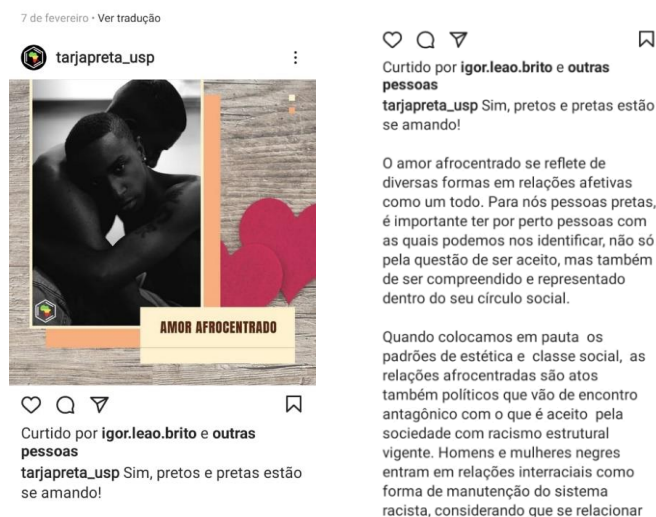 7 de fevereiro • Ver tradução
tarjapreta_usp
AMOR AFROCENTRADO
Curtido por igor.leao.brito e outras
pessoas
tarjapreta_usp Sim, pretos e pretas estão
se amando!
Curtido por igor.leao.brito e outras
pessoas
tarjapreta_usp Sim, pretos e pretas estão
se amando!
O amor afrocentrado se reflete de
diversas formas em relações afetivas
como um todo. Para nós pessoas pretas,
é importante ter por perto pessoas com
as quais podemos nos identificar, não só
pela questão de ser aceito, mas também
de ser compreendido e representado
dentro do seu círculo social.
Quando colocamos em pauta os
padrões de estética e classe social, as
relações afrocentradas são atos
também políticos que vão de encontro
antagônico com o que é aceito pela
sociedade com racismo estrutural
vigente. Homens e mulheres negres
entram em relações interraciais como
forma de manutenção do sistema
racista, considerando que se relacionar